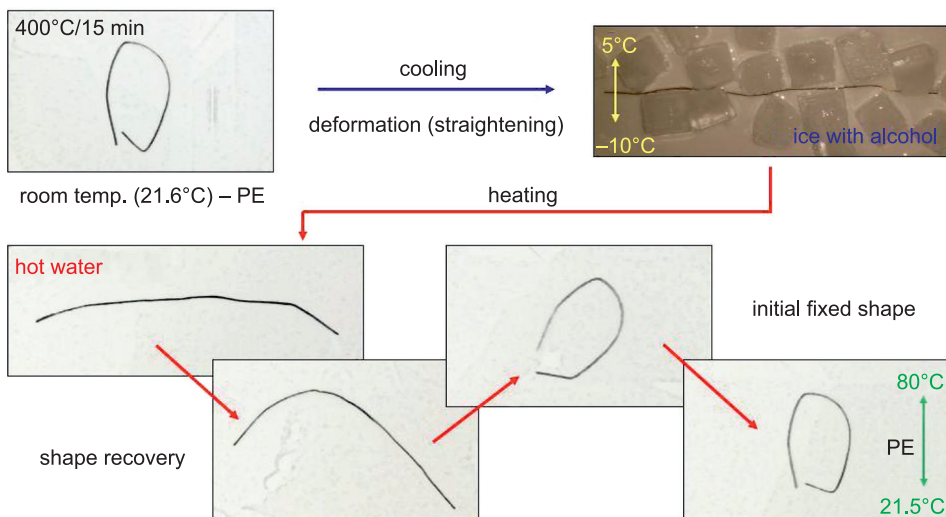 400°C/15 min
cooling
deformation (straightening)
5°C
–10°C
ice with alcohol
room temp. (21.6°C) – PE
heating
hot water
initial fixed shape
shape recovery
80°C
PE
21.5°C